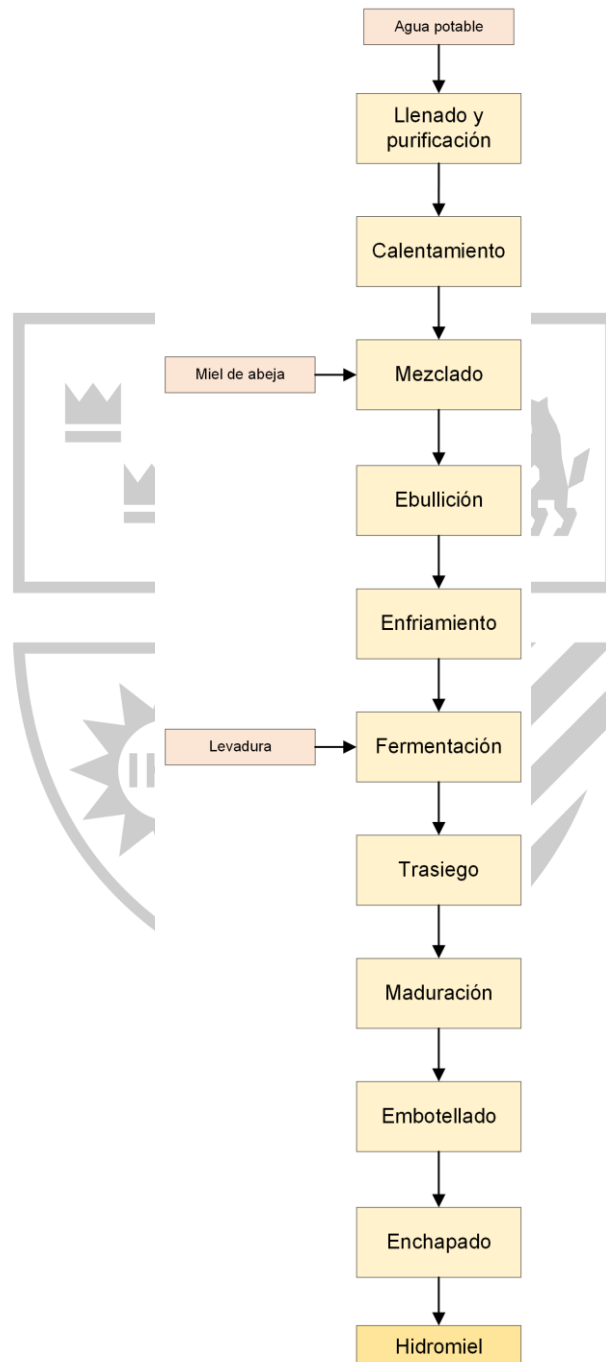 Agua potable
Llenado y
purificación
Calentamiento
Miel de abeja
Mezclado
Ebullición
Enfriamiento
Levadura
Fermentación
Trasiego
Maduración
Embotellado
Enchapado
Hidromiel